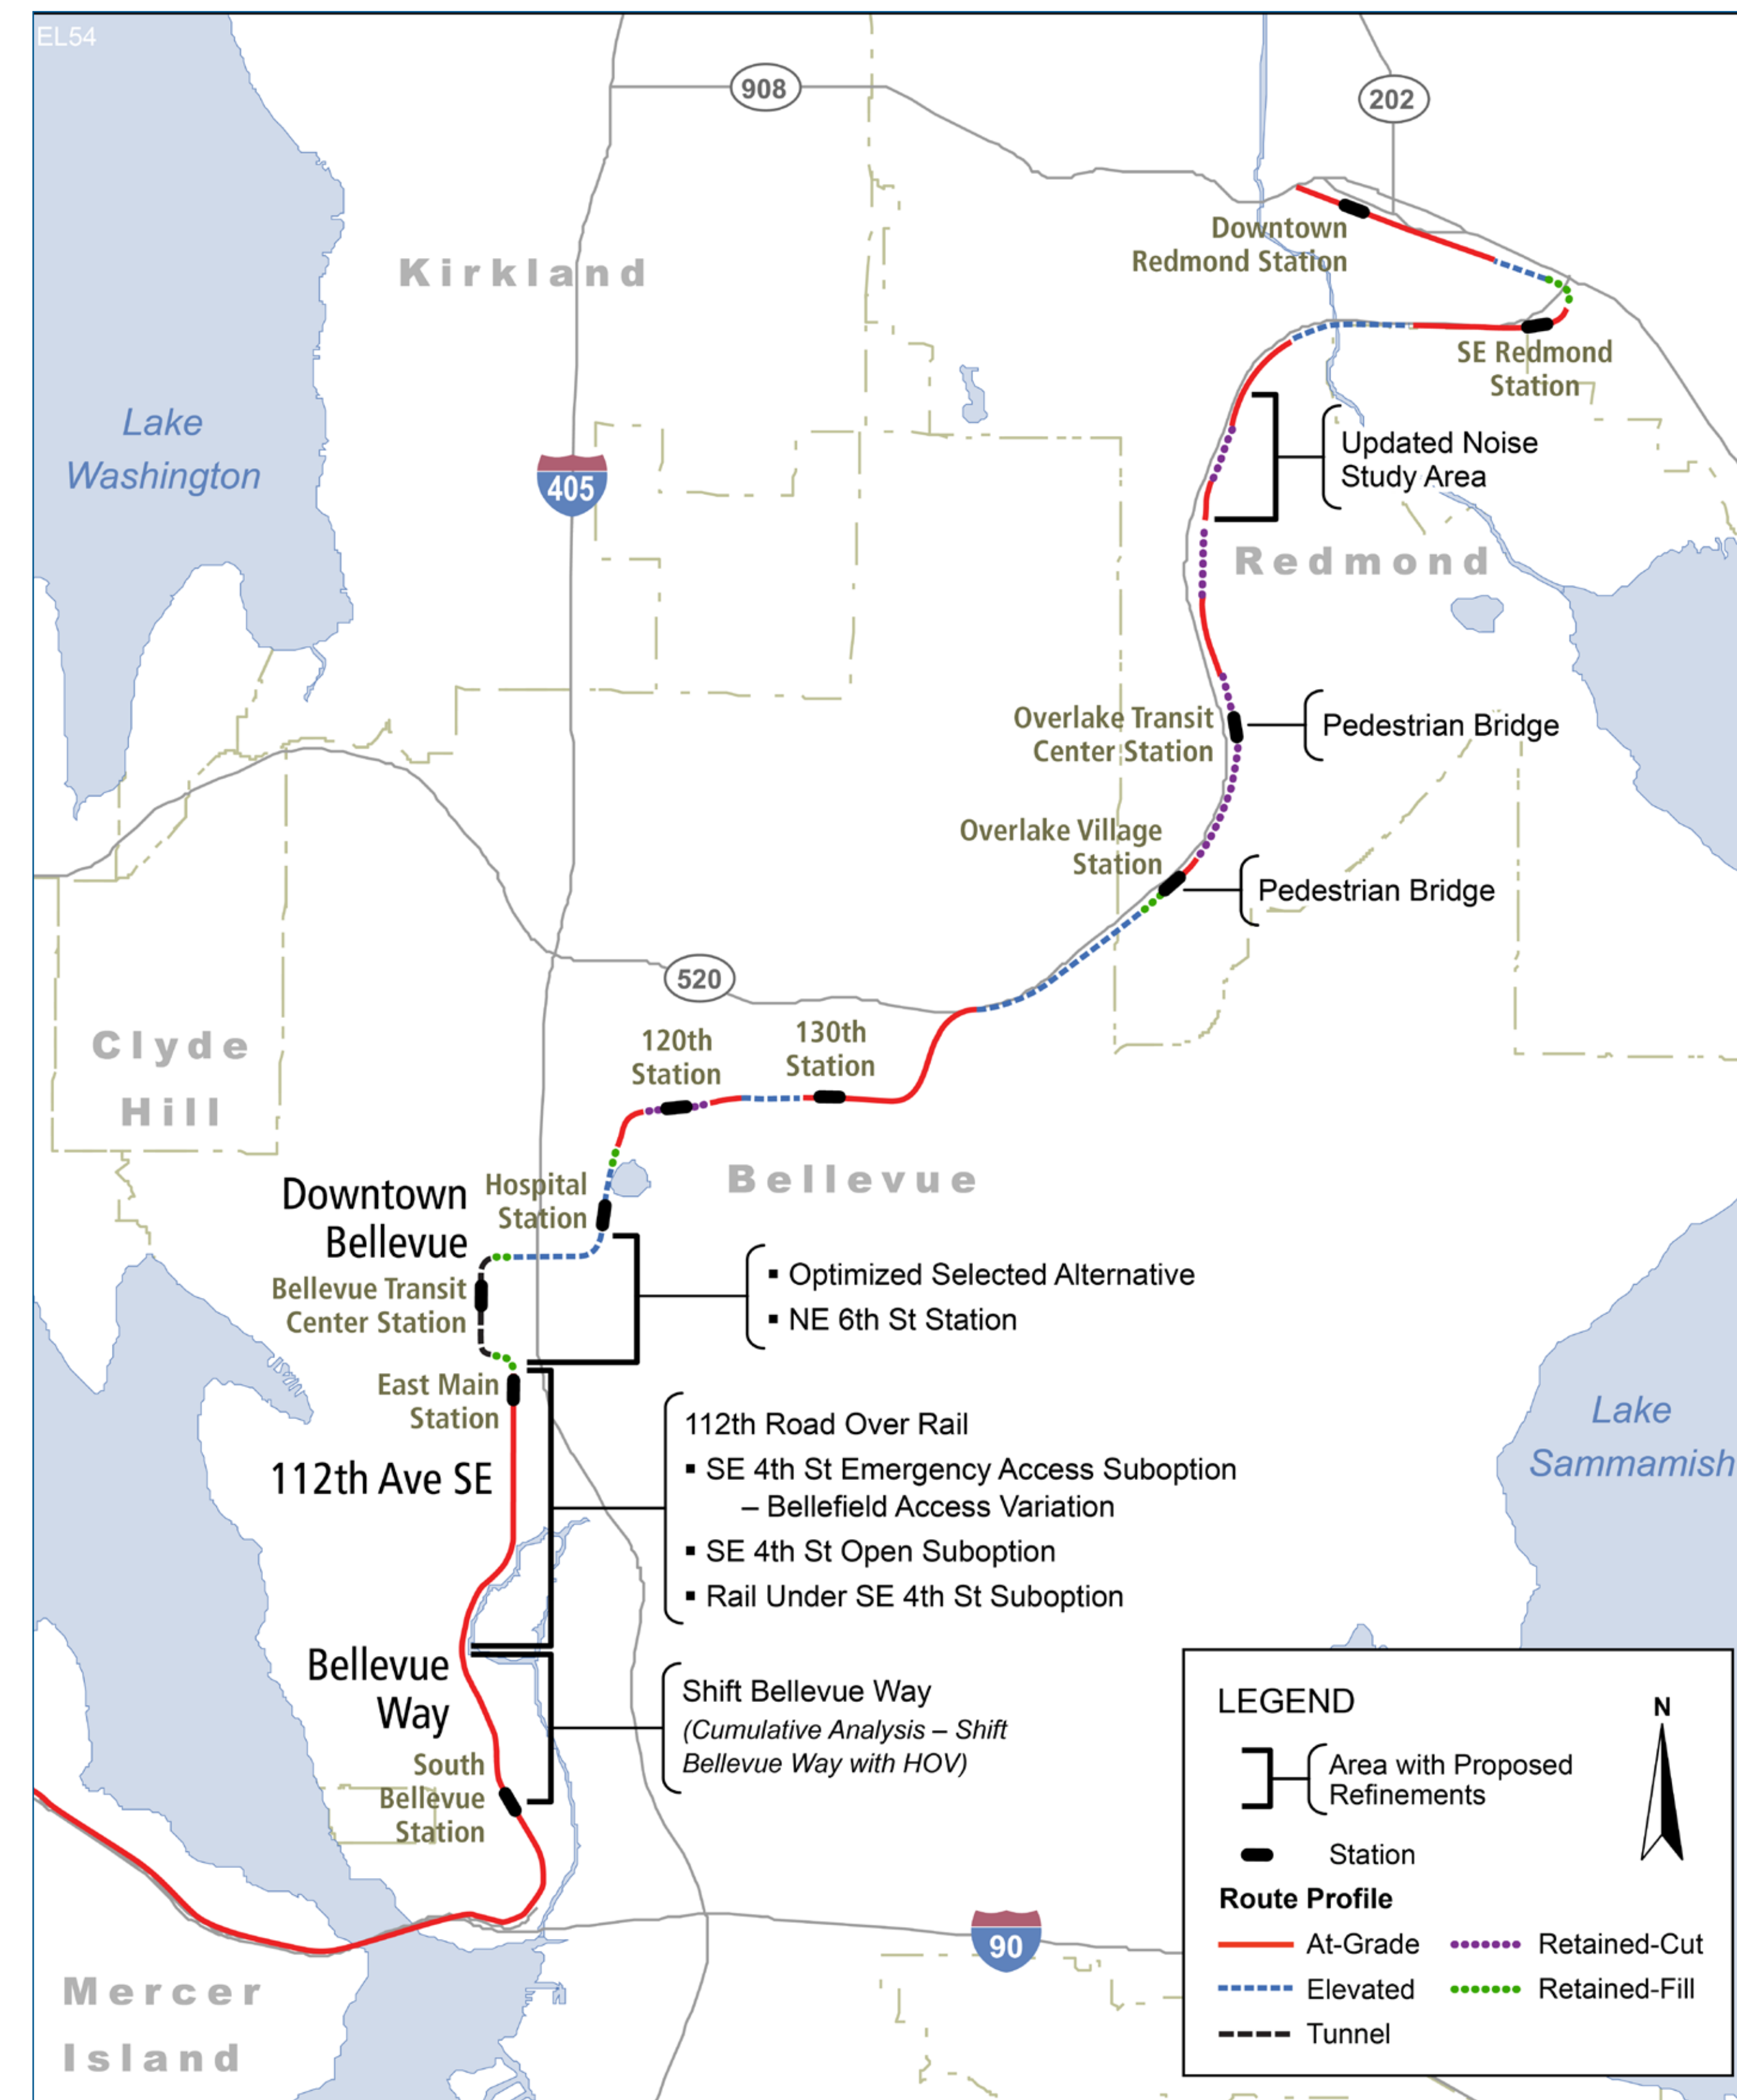 EL54
908
202
Downtown
Redmond Station
Kirkland
SE Redmond
Station
Lake
Washington
405
Updated Noise
Study Area
Redmond
Overlake Transit
Center Station
Pedestrian Bridge
Overlake Village
Station
Pedestrian Bridge
520
Clyde
Hill
120th
Station
130th
Station
Downtown
Bellevue
Hospital
Station
Bellevue
Bellevue Transit
Center Station
▪ Optimized Selected Alternative
▪ NE 6th St Station
East Main
Station
112th Ave SE
112th Road Over Rail
▪ SE 4th St Emergency Access Suboption
– Bellefield Access Variation
▪ SE 4th St Open Suboption
▪ Rail Under SE 4th St Suboption
Lake
Sammamish
Bellevue
Way
Shift Bellevue Way
(Cumulative Analysis – Shift
Bellevue Way with HOV)
South
Bellevue
Station
90
Mercer
Island
LEGEND
N
Area with Proposed
Refinements
Station
Route Profile
At-Grade
Retained-Cut
Elevated
Retained-Fill
Tunnel